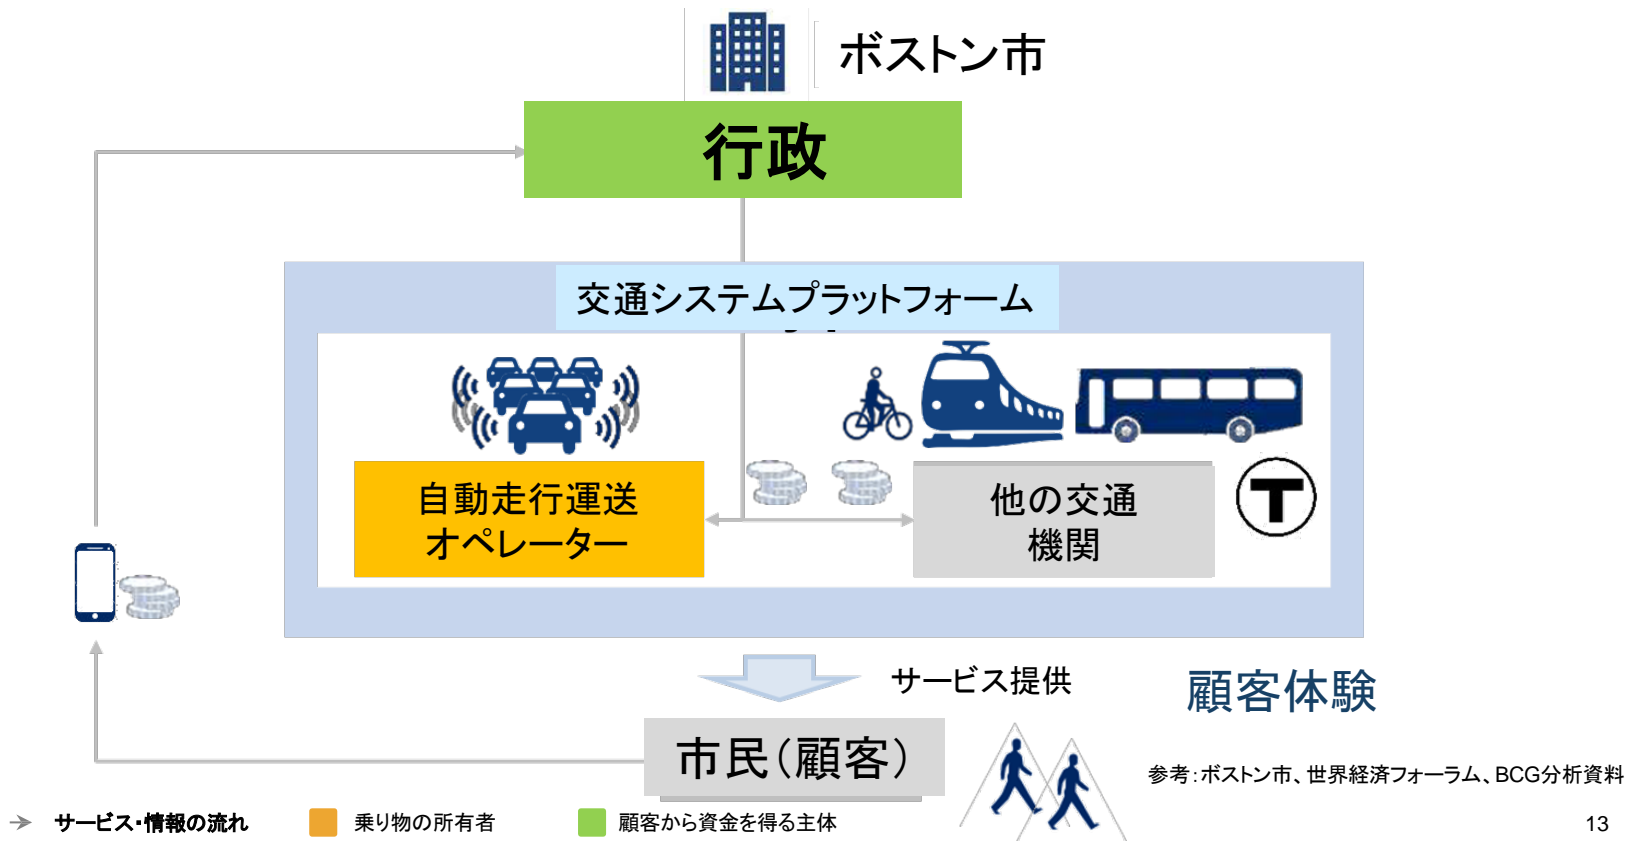 ボストン市
行政
交通システムプラットフォーム
自動走行運送
オペレーター
他の交通
機関
T
サービス提供
顧客体験
市民(顧客)
参考:ボストン市、世界経済フォーラム、BCG分析資料
サービス・情報の流れ
乗り物の所有者
顧客から資金を得る主体
13